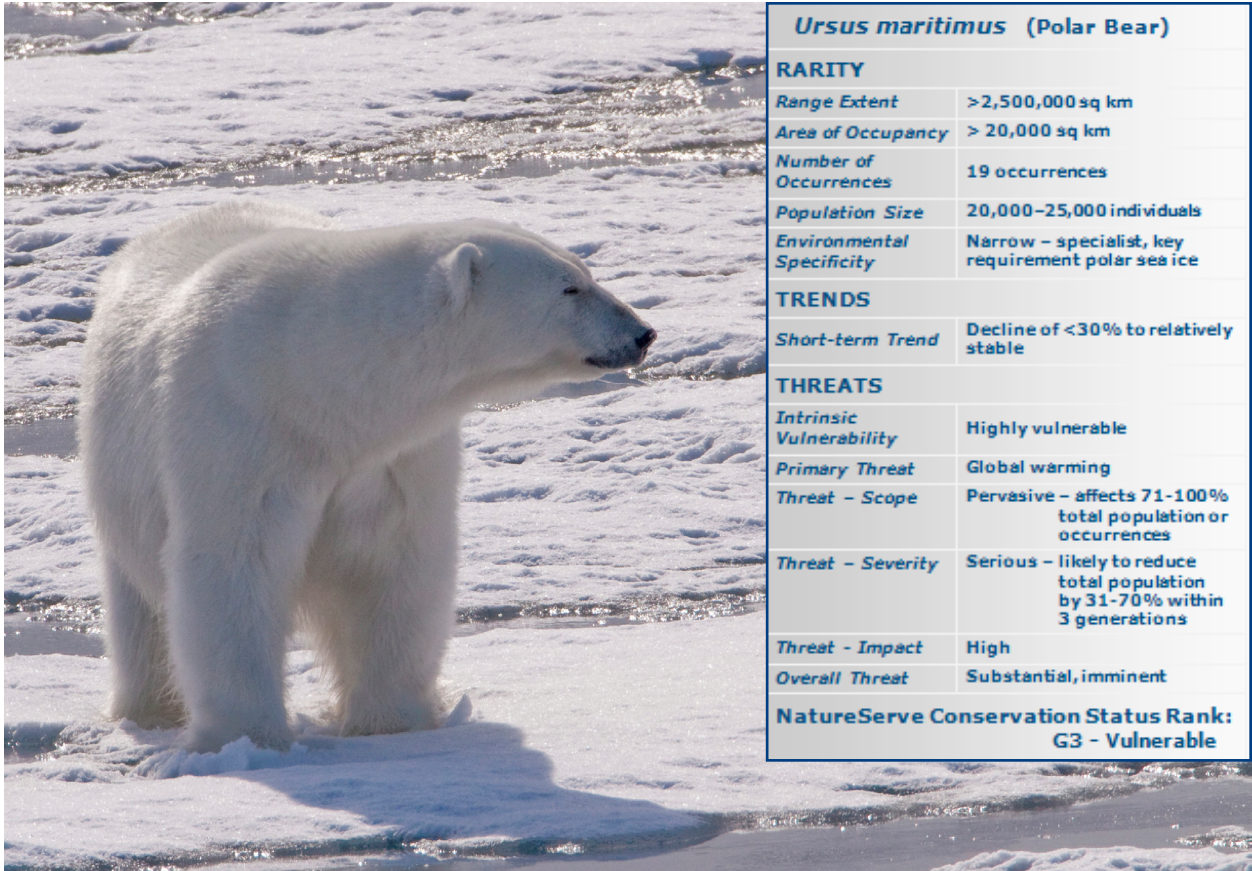 Ursus maritimus (Polar Bear)
RARITY
Range Extent >2,500,000 sq km
Area of Occupancy > 20,000 sq km
Number of
Occurrences
19 occurrences
Population Size 20,000–25,000 individuals
Environmental
Specificity
Narrow – specialist, key
requirement polar sea ice
TRENDS
Short-term Trend
Decline of <30% to relatively
stable
THREATS
Intrinsic
Vulnerability
Highly vulnerable
Primary Threat Global warming
Threat – Scope
Pervasive – affects 71-100%
total population or
occurrences
Threat – Severity
Serious – likely to reduce
total population
by 31-70% within
3 generations
Threat - Impact High
Overall Threat Substantial, imminent
NatureServe Conservation Status Rank:
G3 - Vulnerable